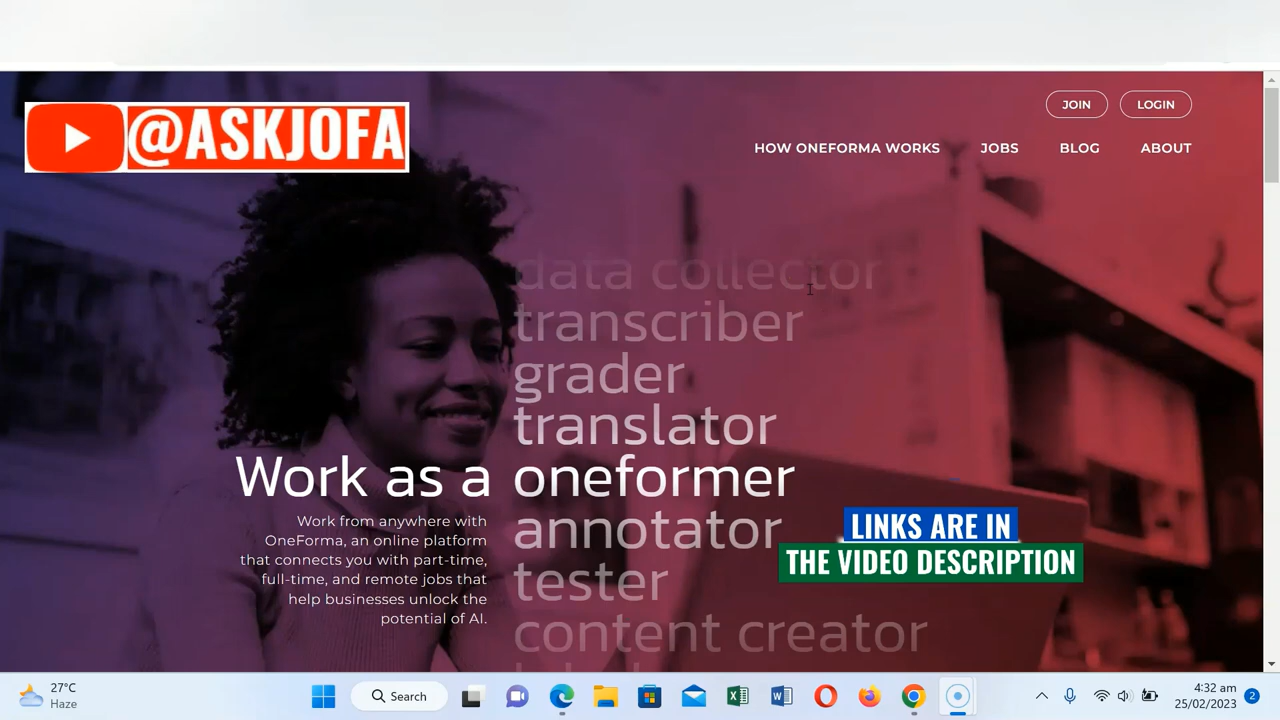 @ASKJOFA
JOIN
LOGIN
HOW ONEFORMA WORKS
JOBS
BLOG
ABOUT
data collector
transcriber
grader
translator
Work as a oneformer
annotator
tester
content creator
Work from anywhere with
OneForma, an online platform
that connects you with part-time,
full-time, and remote jobs that
help businesses unlock the
potential of AI.
LINKS ARE IN
THE VIDEO DESCRIPTION
27°C
Haze
Search
4:32 am
25/02/2023
2